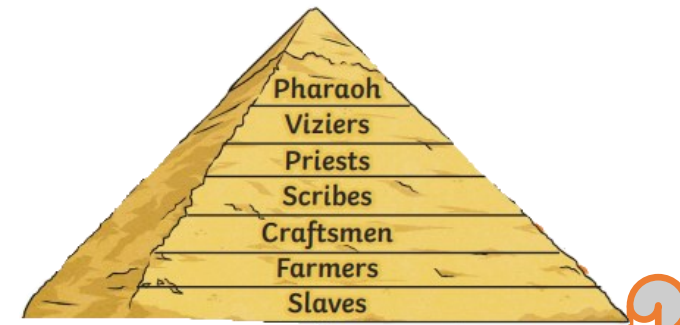 Pharaoh
Viziers
Priests
Scribes
Craftsmen
Farmers
Slaves